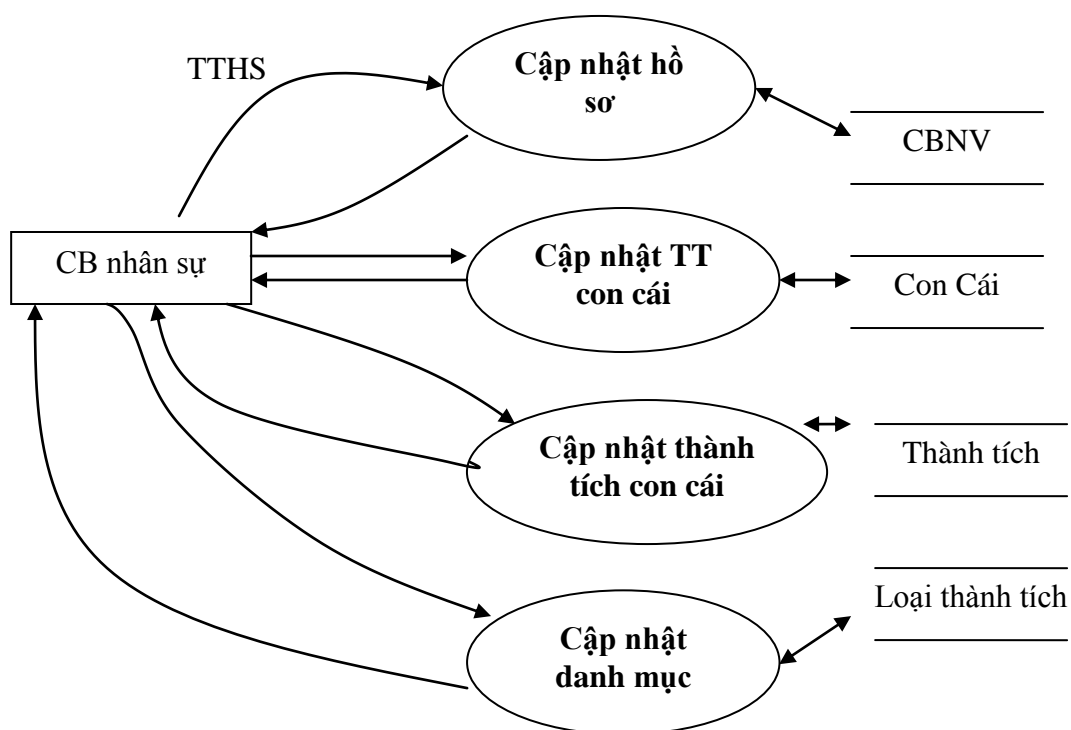 TTHS
Cập nhật hồ
sơ
CBNV
CB nhân sự
Cập nhật TT
con cái
Con Cái
Cập nhật thành
tích con cái
Thành tích
Loại thành tích
Cập nhật
danh mục